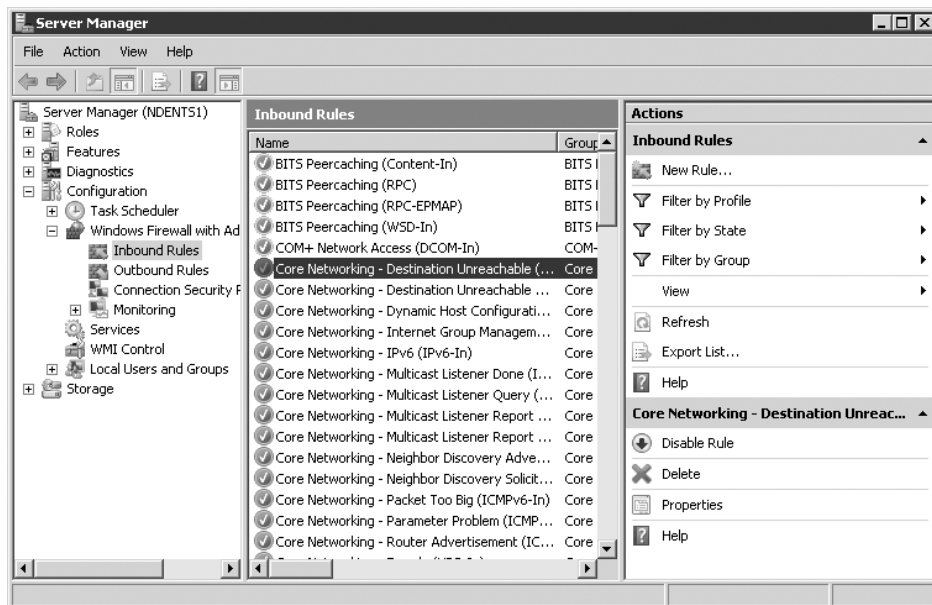 Server Manager
File Action View Help
Server Manager (NDENTS1)
Roles
Features
Diagnostics
Configuration
Task Scheduler
Windows Firewall with Ad
Inbound Rules
Outbound Rules
Connection Security R
Monitoring
Services
WMI Control
Local Users and Groups
Storage
Inbound Rules
Name Group
BITS Peercaching (Content-In) BITS
BITS Peercaching (RPC) BITS
BITS Peercaching (RPC-EPMAP) BITS
BITS Peercaching (WSD-In) BITS
COM+ Network Access (DCOM-In) COM-
Core Networking - Destination Unreachable (... Core
Core Networking - Destination Unreachable ... Core
Core Networking - Dynamic Host Configurati... Core
Core Networking - Internet Group Managem... Core
Core Networking - IPv6 (IPv6-In) Core
Core Networking - Multicast Listener Done (I... Core
Core Networking - Multicast Listener Query (... Core
Core Networking - Multicast Listener Report ... Core
Core Networking - Multicast Listener Report ... Core
Core Networking - Neighbor Discovery Adve... Core
Core Networking - Neighbor Discovery Solicit... Core
Core Networking - Packet Too Big (ICMPv6-In) Core
Core Networking - Parameter Problem (ICMP... Core
Core Networking - Router Advertisement (IC... Core
Actions
Inbound Rules
New Rule...
Filter by Profile
Filter by State
Filter by Group
View
Refresh
Export List...
Help
Core Networking - Destination Unreac...
Disable Rule
Delete
Properties
Help